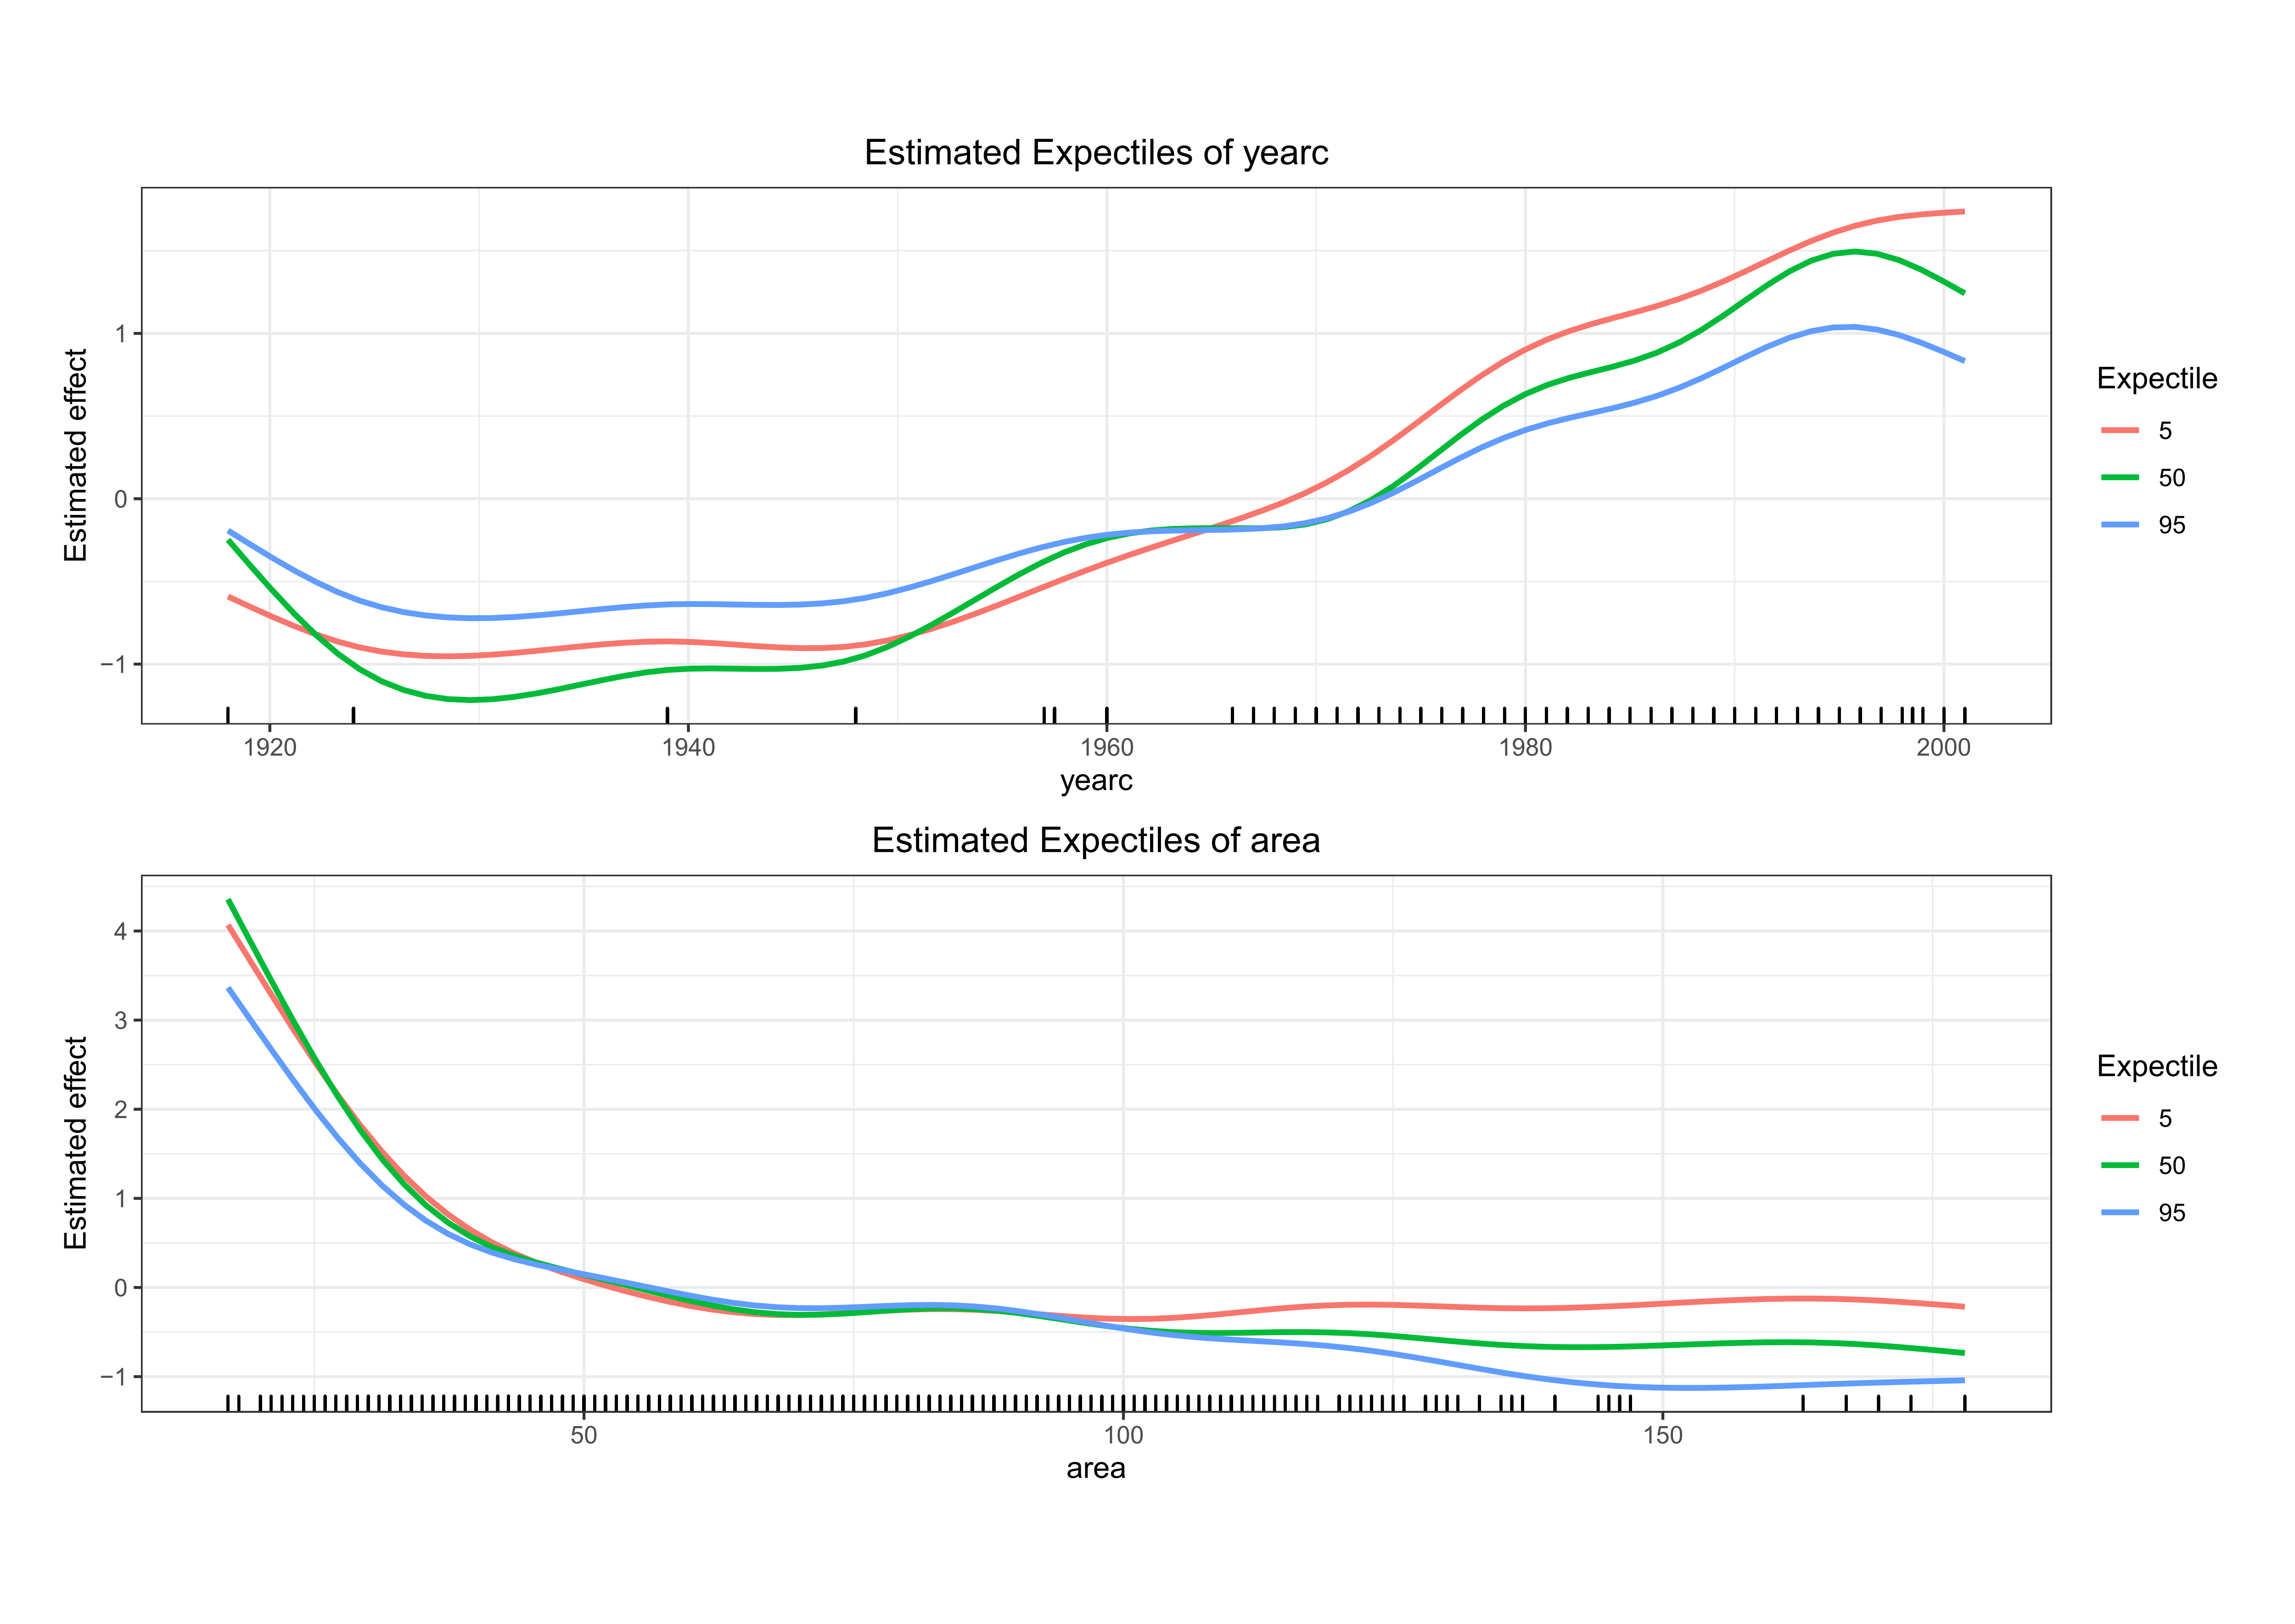 Estimated Expectiles of yearc
Estimated effect
1
0
−1
1920 1940 1960 1980 2000
yearc
Expectile
5
50
95
Estimated Expectiles of area
Estimated effect
4
3
2
1
0
−1
50 100 150
area
Expectile
5
50
95